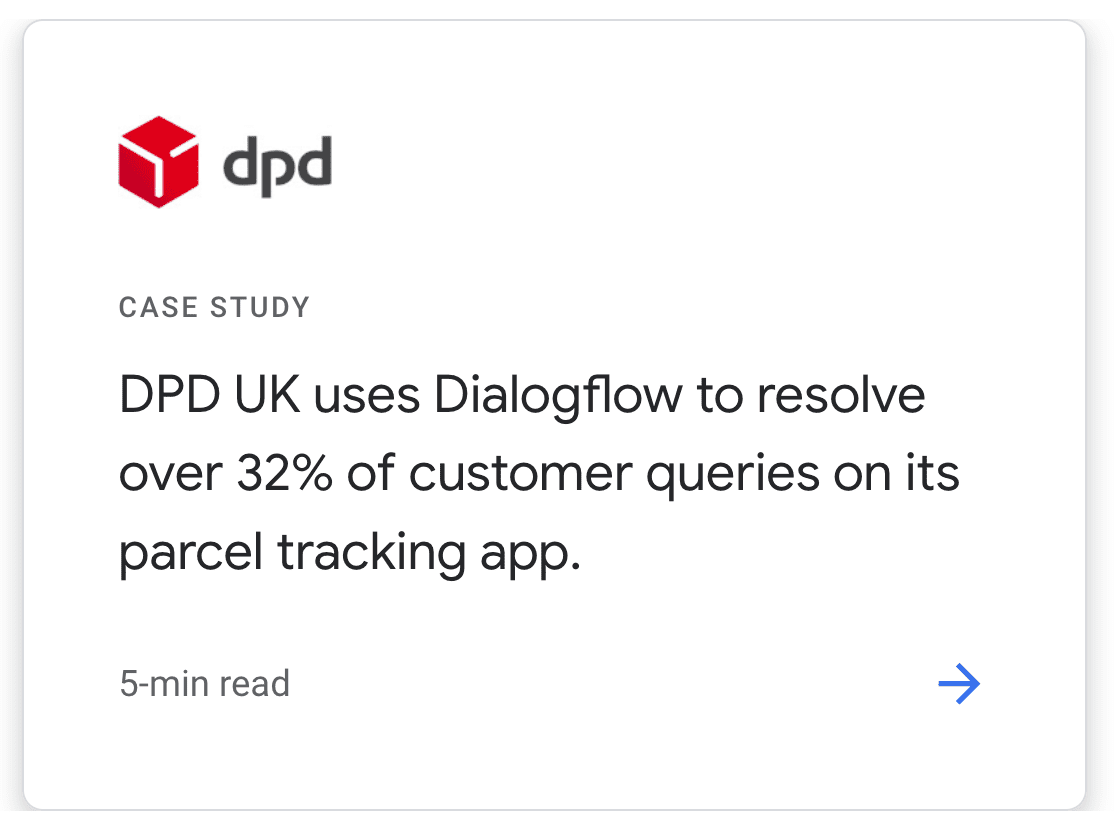 dpd
CASE STUDY
DPD UK uses Dialogflow to resolve
over 32% of customer queries on its
parcel tracking app.
5-min read